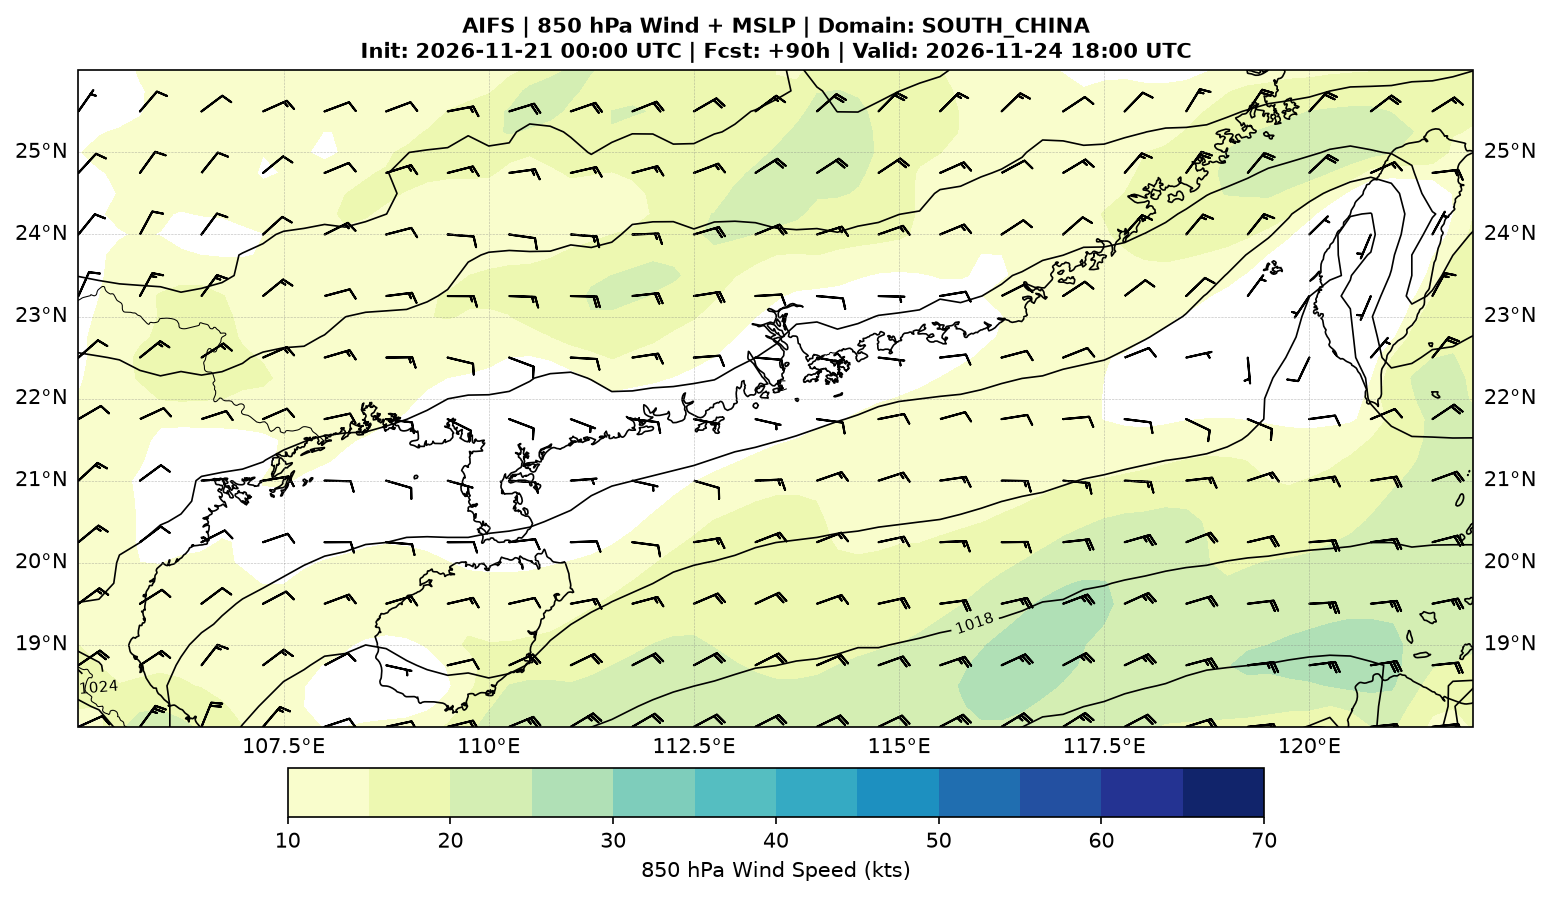 AIFS | 850 hPa Wind + MSLP | Domain: SOUTH_CHINA
Init: 2026-11-21 00:00 UTC | Fcst: +90h | Valid: 2026-11-24 18:00 UTC
25°N 25°N
24°N 24°N
23°N 23°N
22°N 22°N
21°N 21°N
20°N 20°N
1018
19°N 19°N
1024
107.5°E 110°E 112.5°E 115°E 117.5°E 120°E
10 20 30 40 50 60 70
850 hPa Wind Speed (kts)